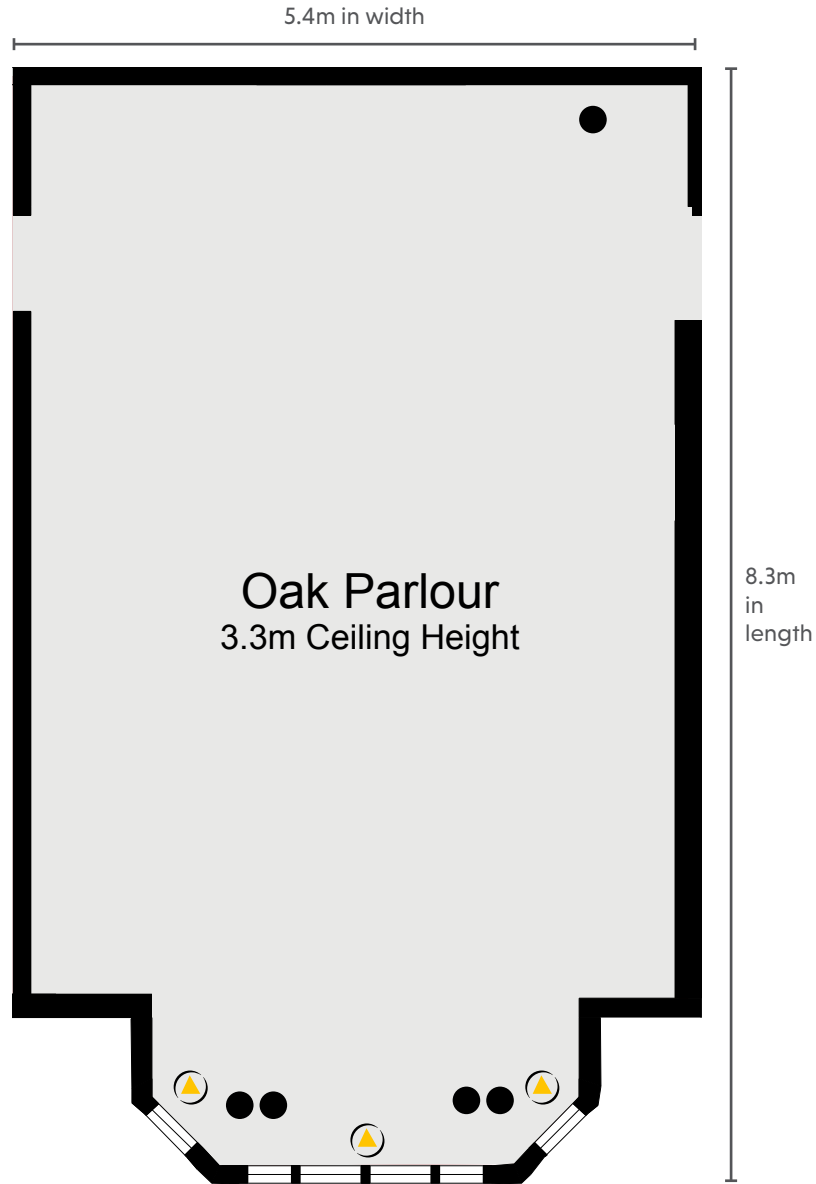 5.4m in width
Oak Parlour
3.3m Ceiling Height
8.3m
in
length